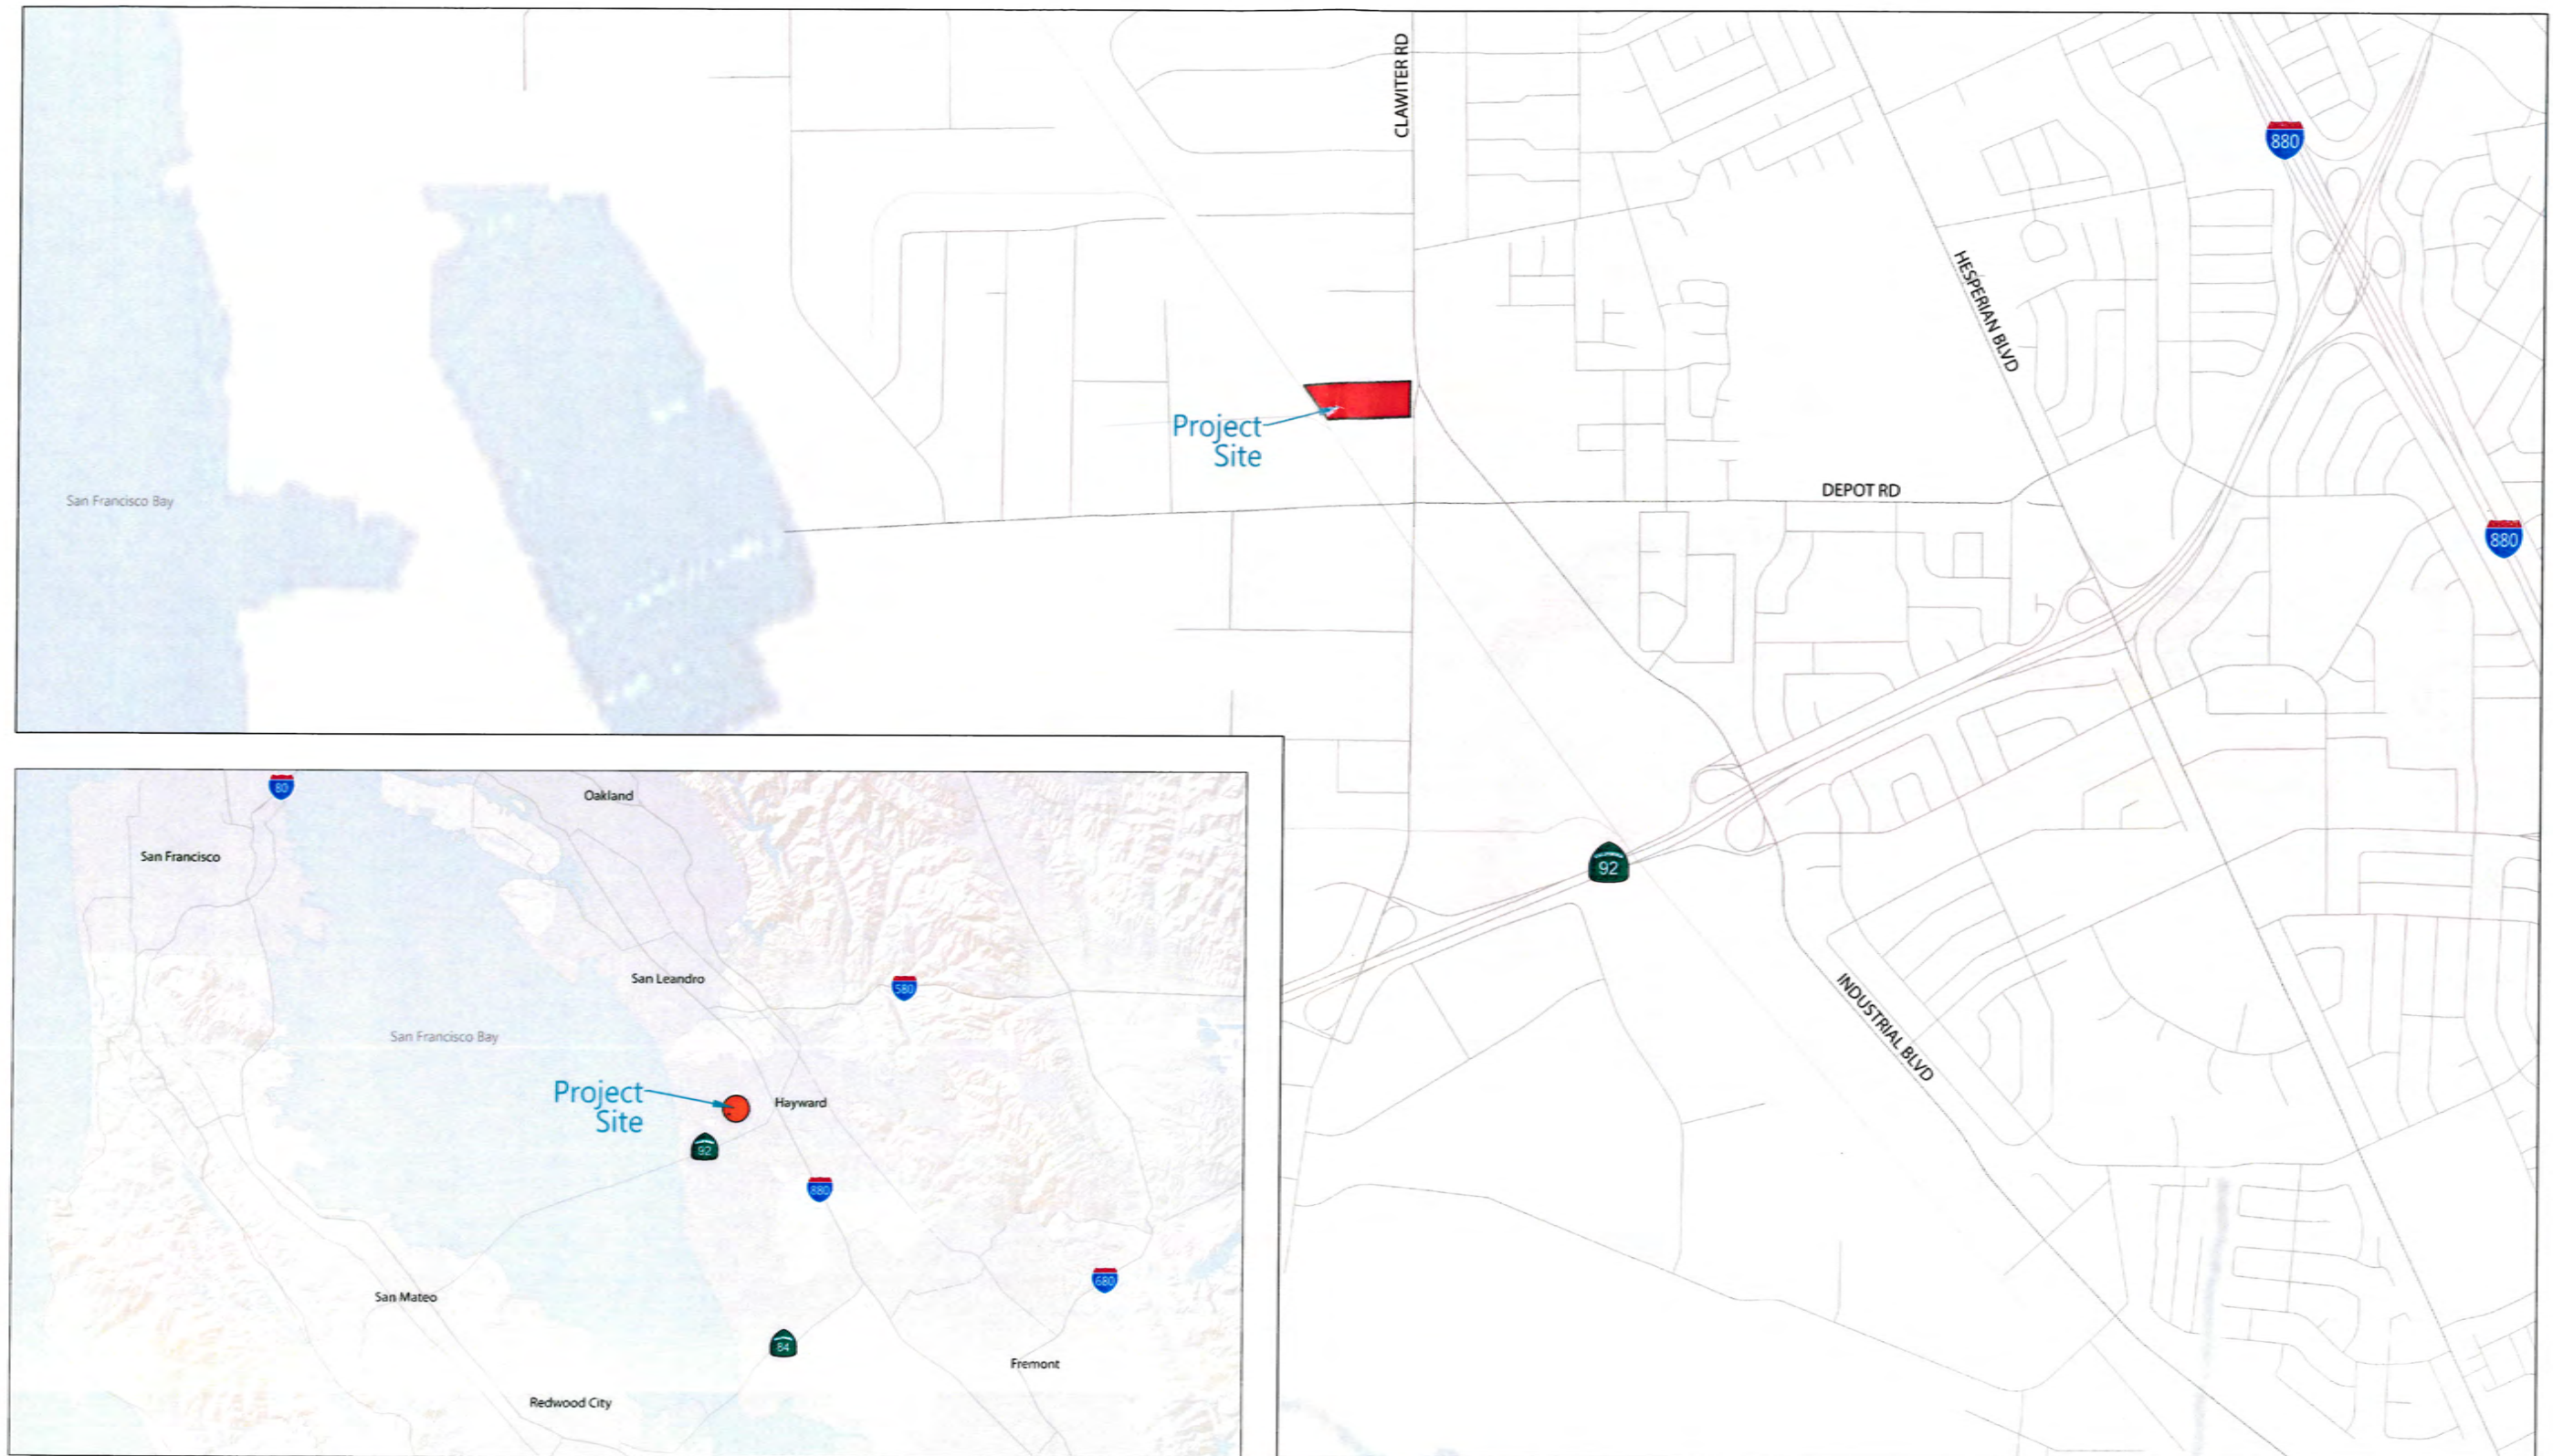 CLAWITER RD
880
HESPERIAN BLVD
Project
Site
San Francisco Bay
DEPOT RD
880
92
INDUSTRIAL BLVD
80
Oakland
San Francisco
San Leandro
580
San Francisco Bay
Project
Site
Hayward
92
880
San Mateo
680
84
Fremont
Redwood City